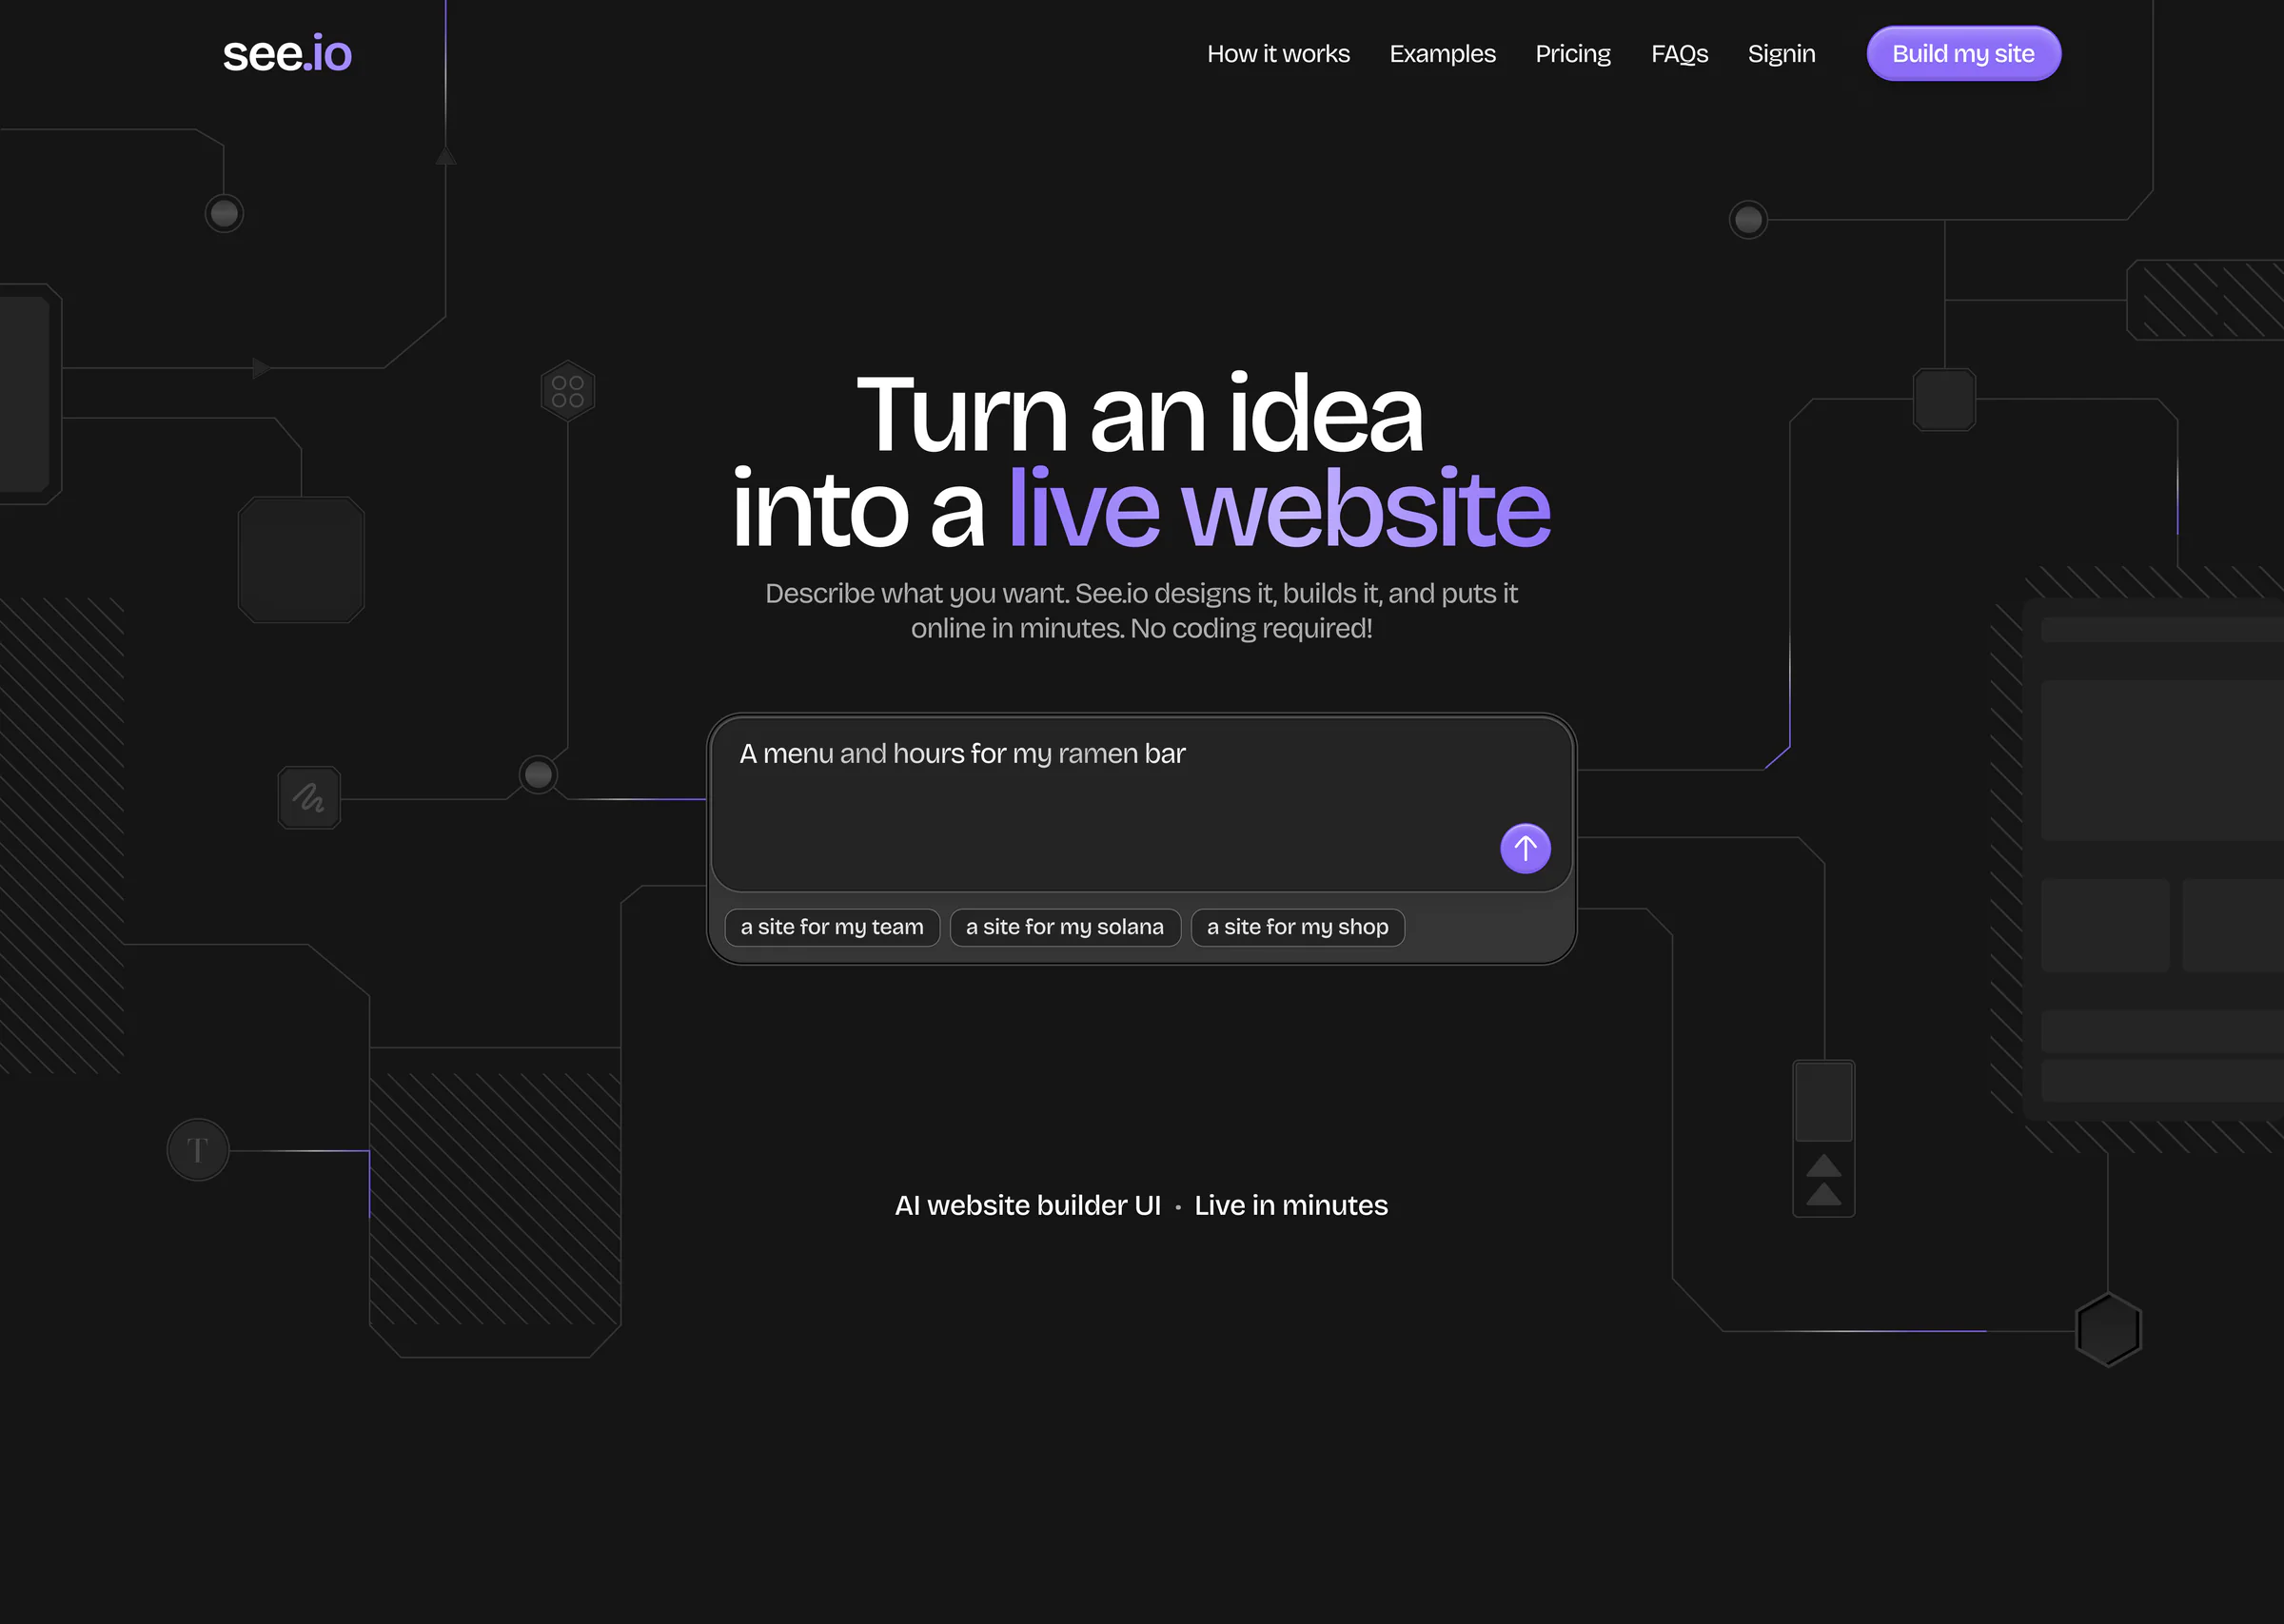 see.io
How it works
Examples
Pricing
FAQs
Signin
Build my site
Turn an idea
into a live website
Describe what you want. See.io designs it, builds it, and puts it
online in minutes. No coding required!
A menu and hours for my ramen bar
a site for my team
a site for my solana
a site for my shop
T
AI website builder UI • Live in minutes